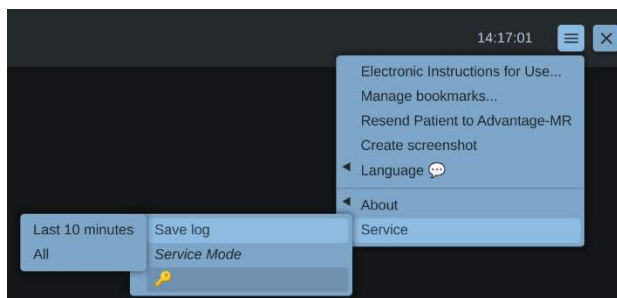 14:17:01
Electronic Instructions for Use...
Manage bookmarks...
Resend Patient to Advantage-MR
Create screenshot
Language 💬
About
Service
Save log
Service Mode
Last 10 minutes
All